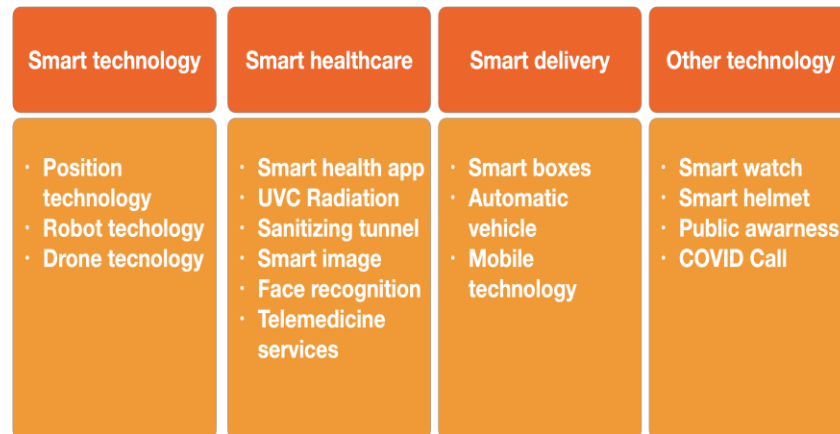 Smart technology
· Position
technology
· Robot techology
· Drone tecnology
Smart healthcare
· Smart health app
· UVC Radiation
· Sanitizing tunnel
· Smart image
· Face recognition
· Telemedicine
services
Smart delivery
· Smart boxes
· Automatic
vehicle
· Mobile
technology
Other technology
· Smart watch
· Smart helmet
· Public awarness
· COVID Call